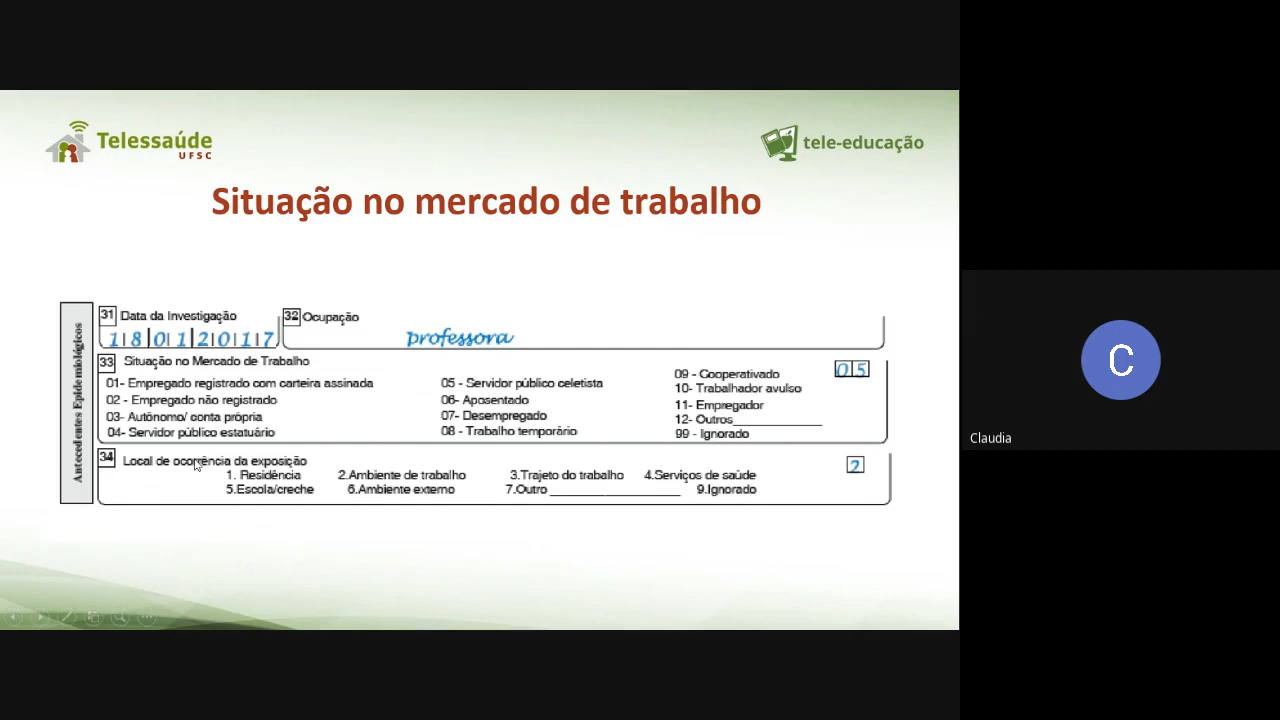 Telessaúde
UFSC
tele-educação
Situação no mercado de trabalho
Antecedentes Epidemiológicos
31 Data da Investigação
18012017
32 Ocupação
professora
33 Situação no Mercado de Trabalho
05
01- Empregado registrado com carteira assinada
02 - Empregado não registrado
03- Autônomo/ conta própria
04- Servidor público estatuário
05 - Servidor público celetista
06- Aposentado
07- Desempregado
08 - Trabalho temporário
09 - Cooperativado
10- Trabalhador avulso
11- Empregador
12- Outros
99 - Ignorado
34 Local de ocorrência da exposição
2
1. Residência 2.Ambiente de trabalho 3.Trajeto do trabalho 4.Serviços de saúde
5.Escola/creche 6.Ambiente externo 7.Outro 9.Ignorado
C
Claudia